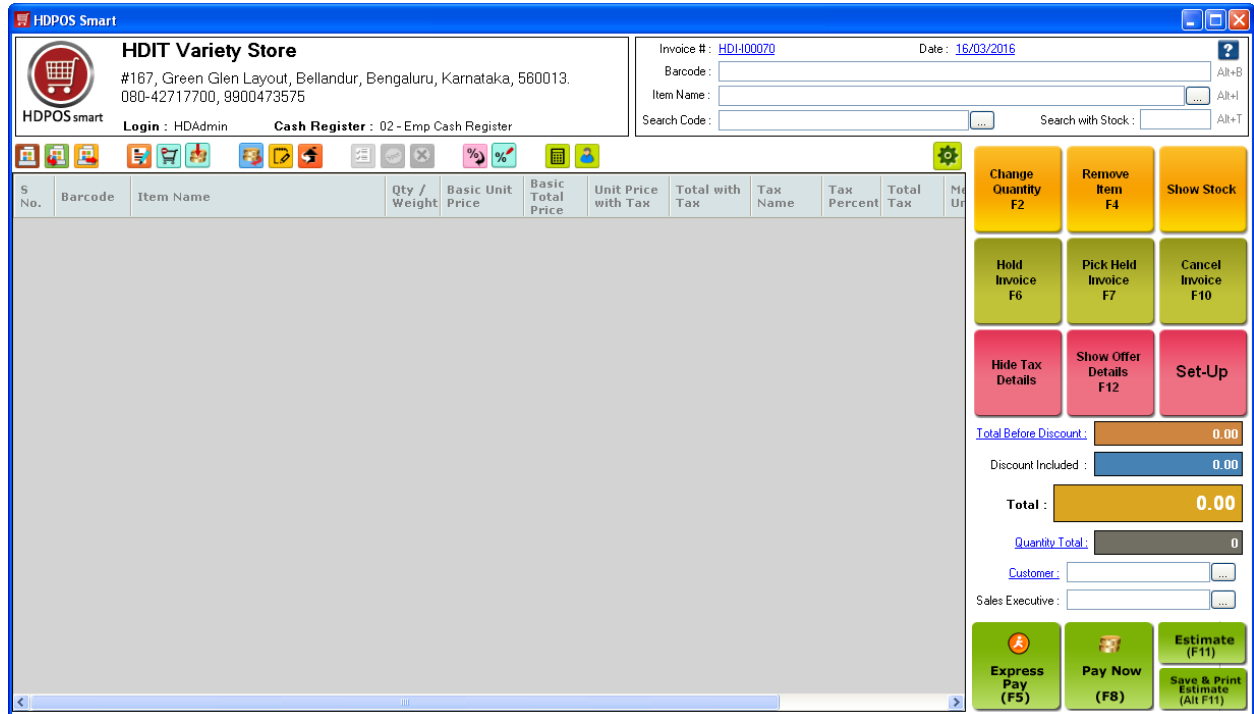 HDPOS Smart
HDIT Variety Store
#167, Green Glen Layout, Bellandur, Bengaluru, Karnataka, 560013.
080-42717700, 9900473575
HDPOS smart
Login : HDAdmin Cash Register : 02 - Emp Cash Register
Invoice # : HDI-I00070 Date : 16/03/2016 ?
Barcode : Alt+B
Item Name : ... Alt+I
Search Code : ... Search with Stock : Alt+T
S No. Barcode Item Name Qty / Weight Basic Unit Price Basic Total Price Unit Price with Tax Total with Tax Tax Name Tax Percent Total Tax Me Ur
Change Quantity F2
Remove Item F4
Show Stock
Hold Invoice F6
Pick Held Invoice F7
Cancel Invoice F10
Hide Tax Details
Show Offer Details F12
Set-Up
Total Before Discount : 0.00
Discount Included : 0.00
Total : 0.00
Quantity Total : 0
Customer : ...
Sales Executive : ...
Express Pay (F5)
Pay Now (F8)
Estimate (F11)
Save & Print Estimate (Alt F11)